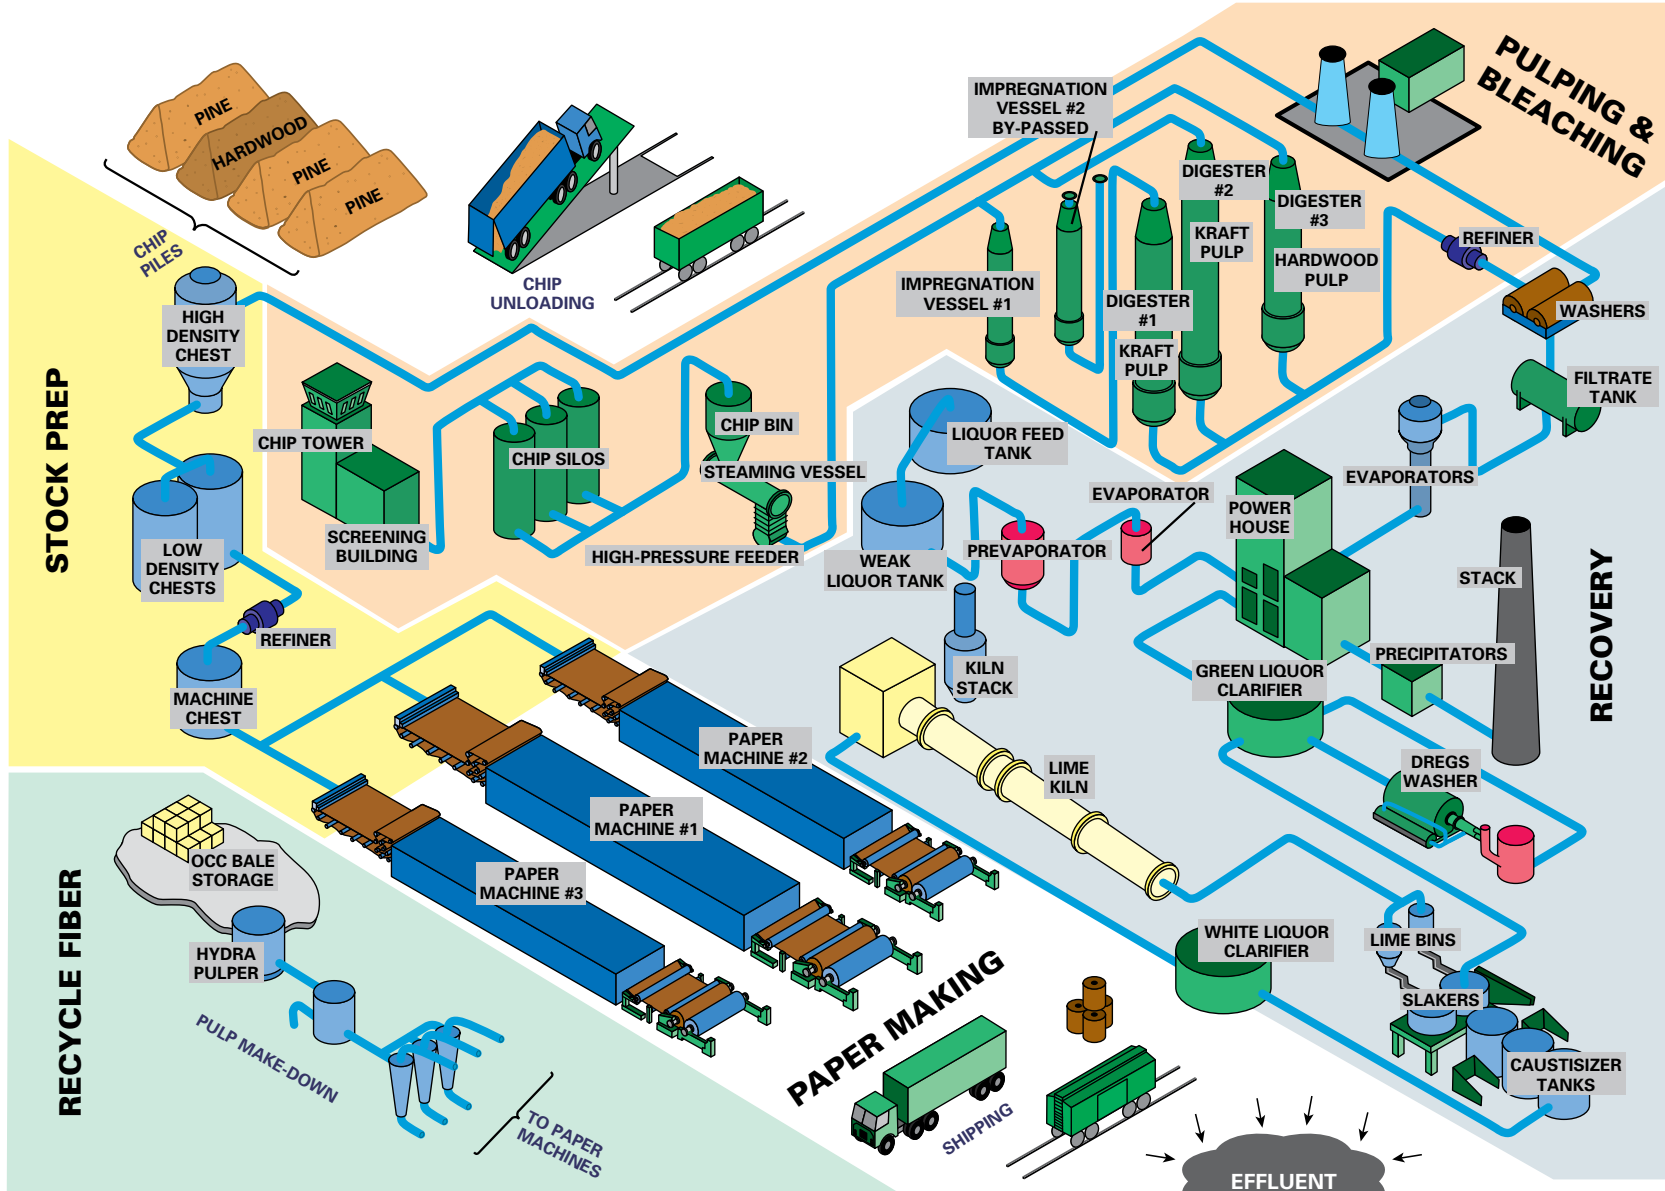 PINE
HARDWOOD
PINE
PINE
CHIP
PILES
CHIP
UNLOADING
PULPING &
BLEACHING
IMPREGNATION
VESSEL #2
BY-PASSED
IMPREGNATION
VESSEL #1
DIGESTER
#1
KRAFT
PULP
DIGESTER
#2
KRAFT
PULP
DIGESTER
#3
HARDWOOD
PULP
REFINER
WASHERS
FILTRATE
TANK
EVAPORATORS
STOCK PREP
HIGH
DENSITY
CHEST
LOW
DENSITY
CHESTS
REFINER
MACHINE
CHEST
CHIP TOWER
SCREENING
BUILDING
CHIP SILOS
CHIP BIN
STEAMING VESSEL
HIGH-PRESSURE FEEDER
LIQUOR FEED
TANK
WEAK
LIQUOR TANK
PREVAPORATOR
EVAPORATOR
POWER
HOUSE
STACK
PRECIPITATORS
RECOVERY
GREEN LIQUOR
CLARIFIER
DREGS
WASHER
KILN
STACK
LIME
KILN
WHITE LIQUOR
CLARIFIER
LIME BINS
SLAKERS
CAUSTISIZER
TANKS
PAPER
MACHINE #2
PAPER
MACHINE #1
PAPER
MACHINE #3
PAPER MAKING
SHIPPING
RECYCLE FIBER
OCC BALE
STORAGE
HYDRA
PULPER
PULP MAKE-DOWN
TO PAPER
MACHINES
EFFLUENT